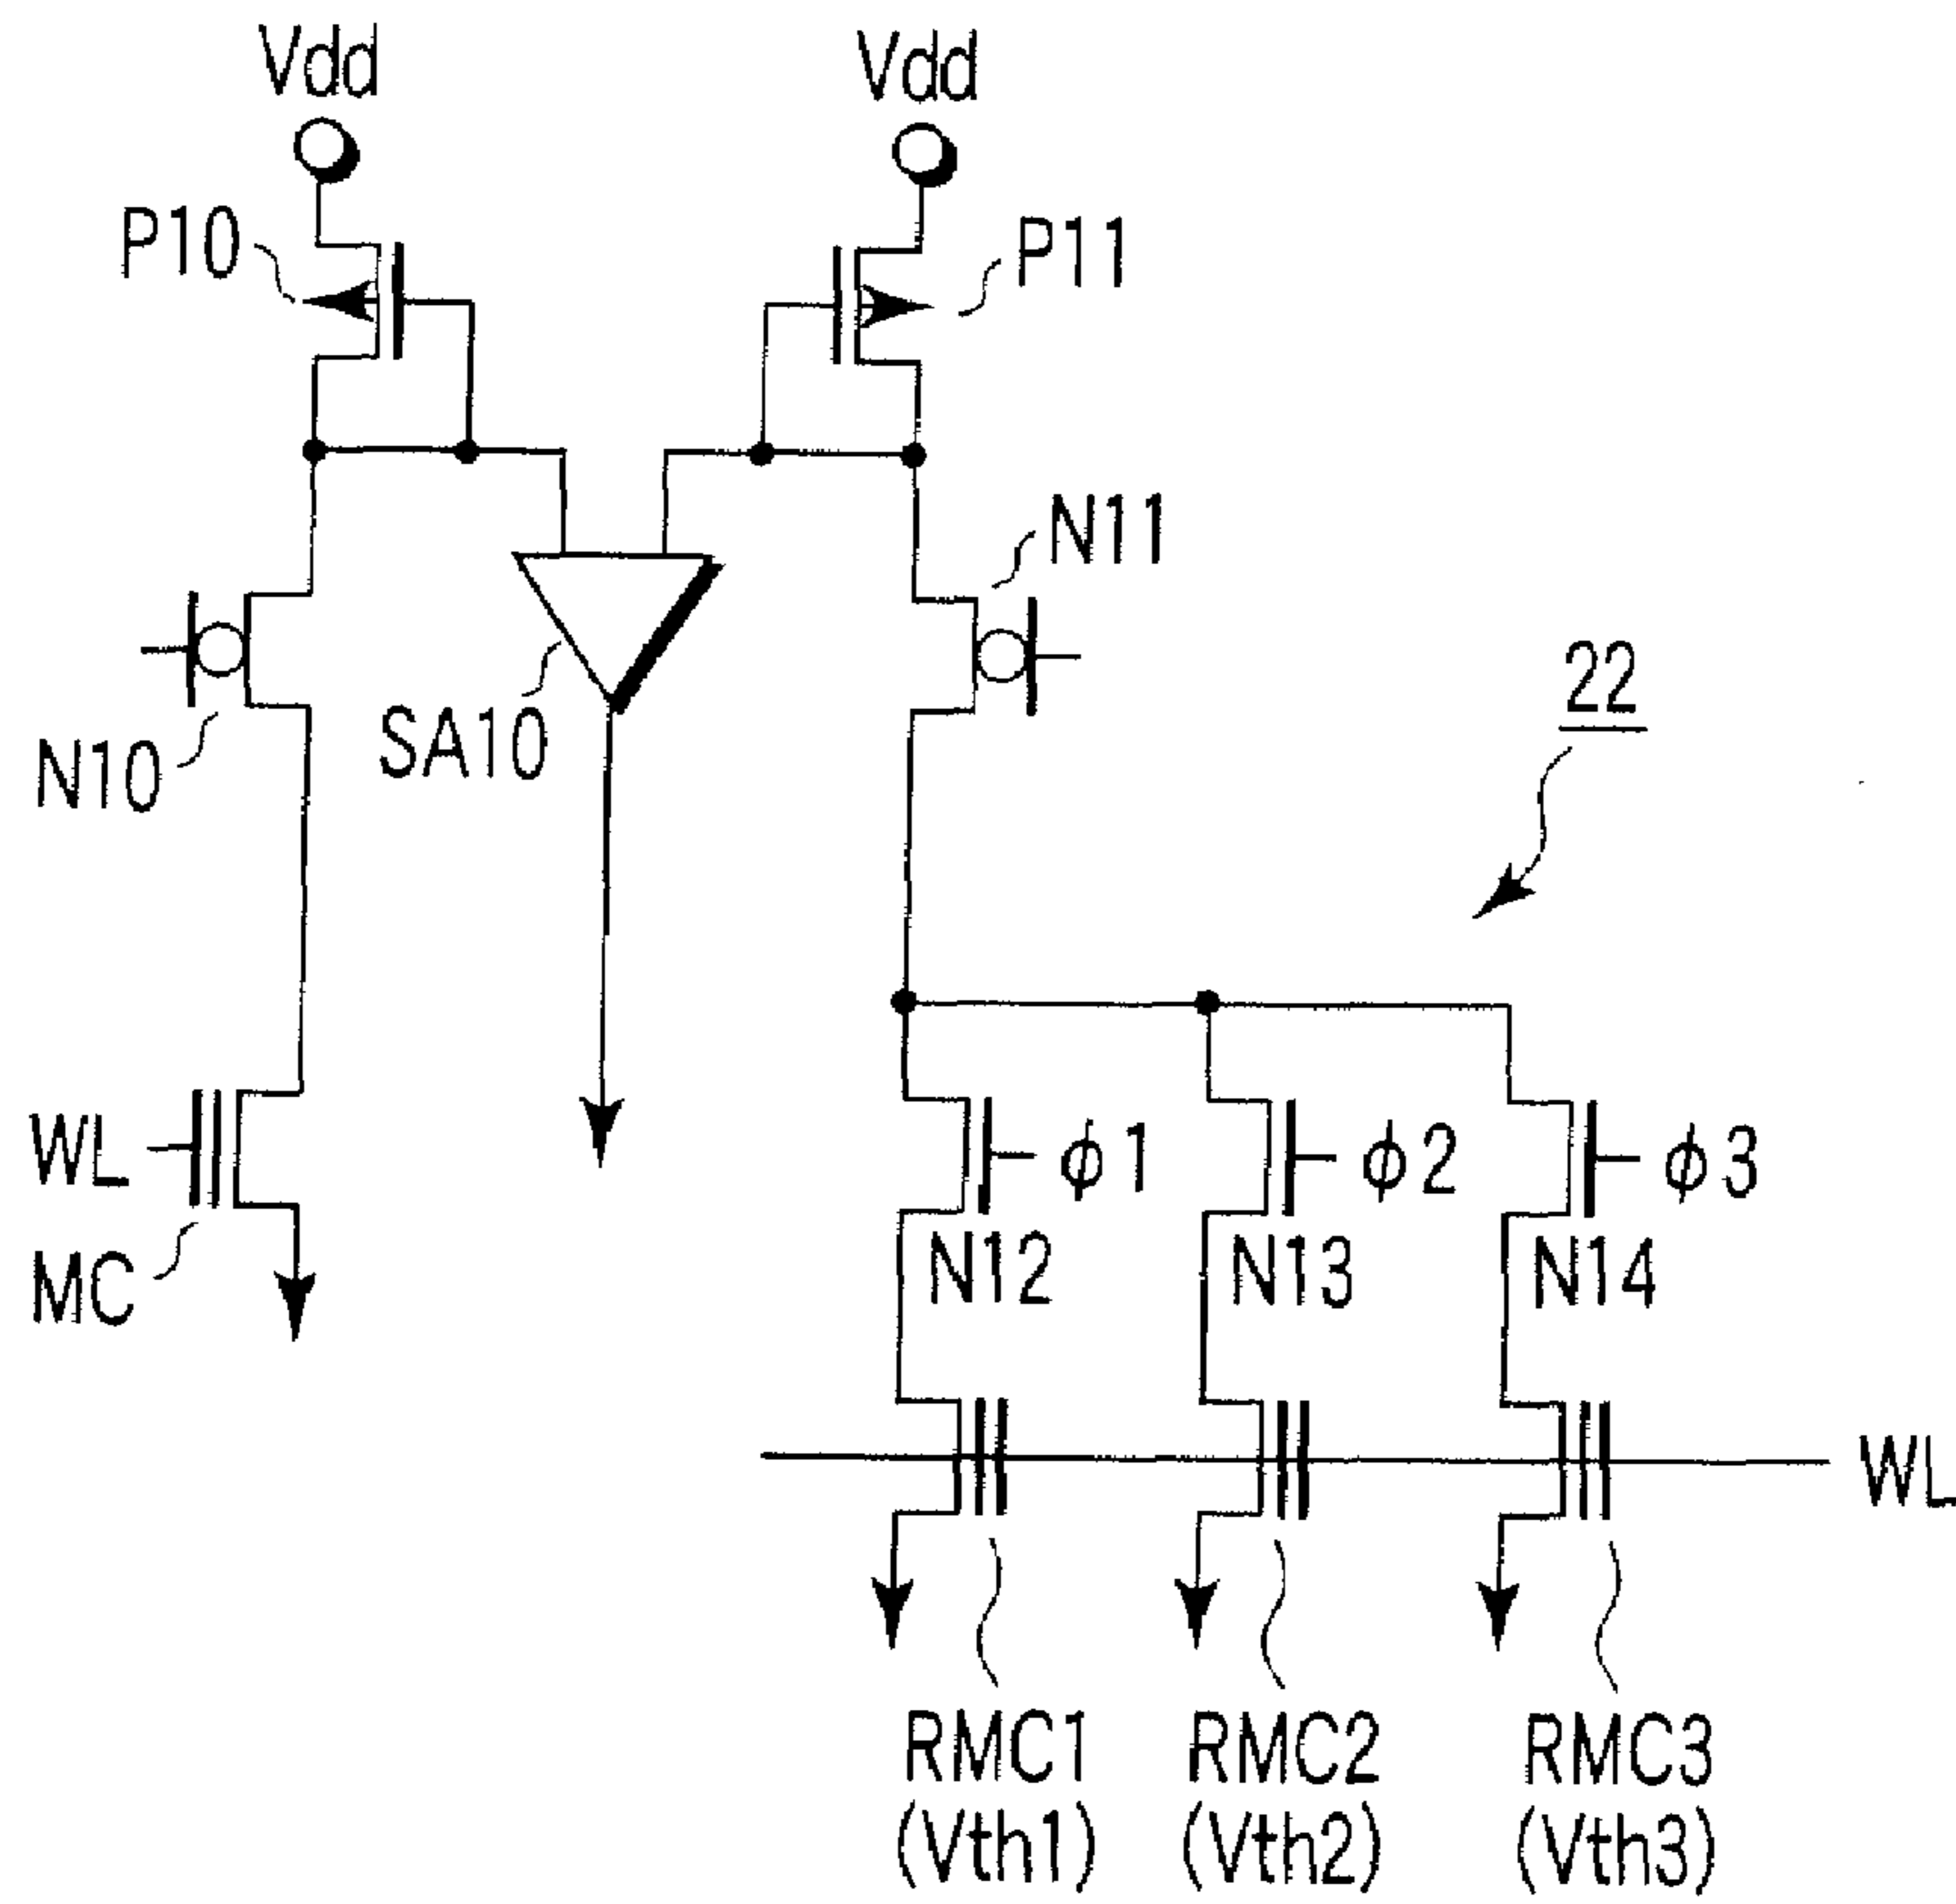 Vdd
Vdd
P10
P11
N11
22
SA10
N10
WL
ϕ1
ϕ2
ϕ3
MC
N12
N13
N14
WL
RMC1
(Vth1)
RMC2
(Vth2)
RMC3
(Vth3)